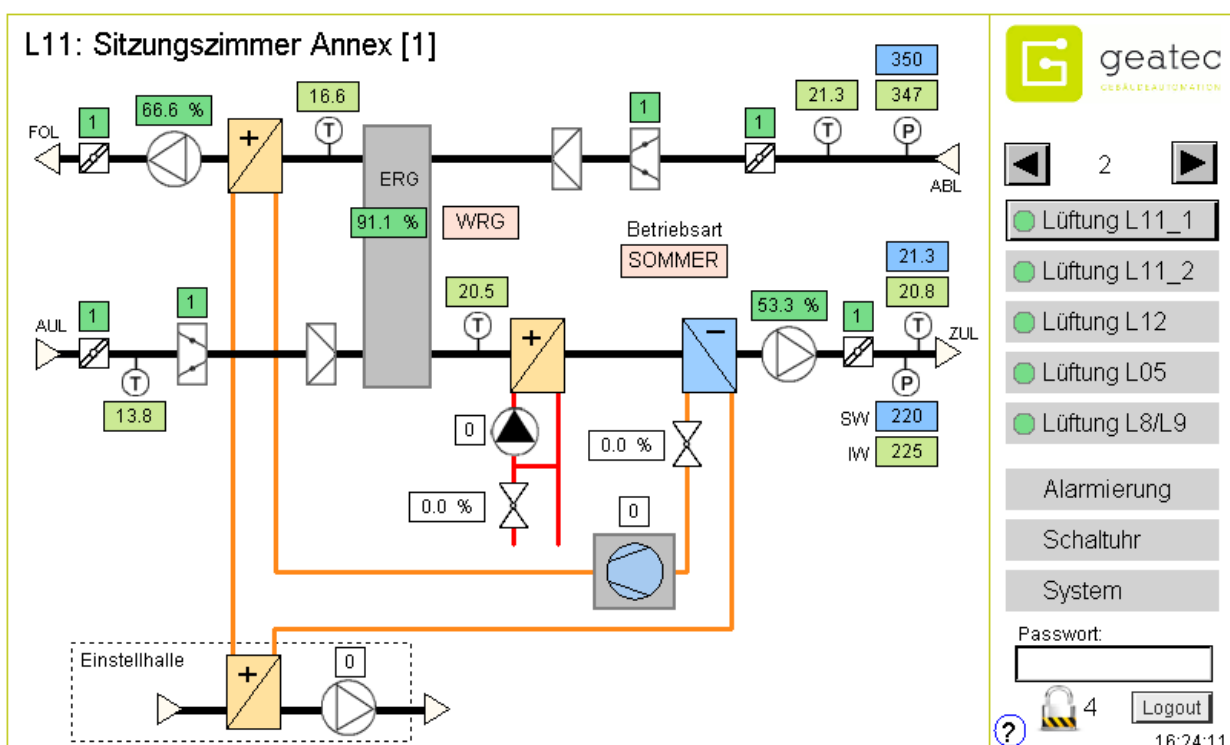 L11: Sitzungszimmer Annex [1]
geatec
GEBÄUDEAUTOMATION
350
16.6
21.3
347
66.6 %
1
1
1
FOL
T
T
P
+
ABL
2
ERG
91.1 %
WRG
Betriebsart
SOMMER
Lüftung L11_1
21.3
Lüftung L11_2
20.5
20.8
1
1
53.3 %
1
AUL
T
T
ZUL
Lüftung L12
+
−
T
P
13.8
Lüftung L05
SW
220
0
0.0 %
Lüftung L8/L9
IW
225
0.0 %
0
Alarmierung
Schaltuhr
System
Passwort:
Einstellhalle
0
+
4
Logout
?
16:24:11